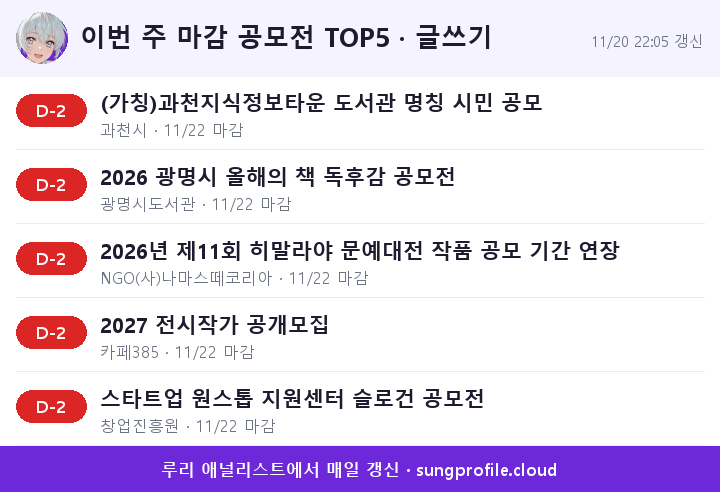 이번 주 마감 공모전 TOP5 · 글쓰기
11/20 22:05 갱신
D-2
(가칭)과천지식정보타운 도서관 명칭 시민 공모
과천시 · 11/22 마감
D-2
2026 광명시 올해의 책 독후감 공모전
광명시도서관 · 11/22 마감
D-2
2026년 제11회 히말라야 문예대전 작품 공모 기간 연장
NGO(사)나마스떼코리아 · 11/22 마감
D-2
2027 전시작가 공개모집
카페385 · 11/22 마감
D-2
스타트업 원스톱 지원센터 슬로건 공모전
창업진흥원 · 11/22 마감
루리 애널리스트에서 매일 갱신 · sungprofile.cloud